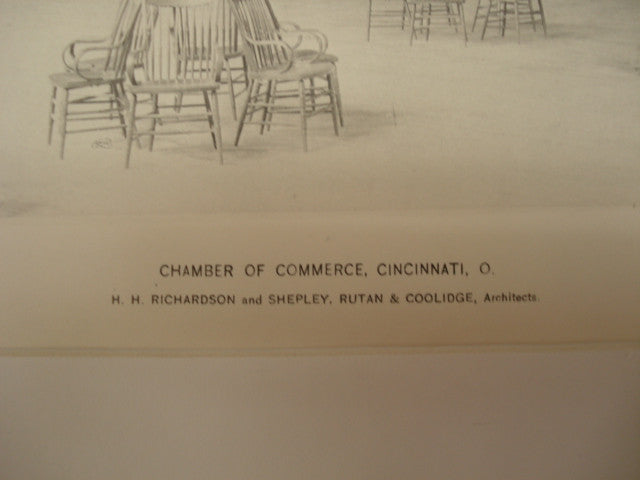 CHAMBER OF COMMERCE, CINCINNATI, O.
H. H. RICHARDSON and SHEPLEY, RUTAN & COOLIDGE, Architects.